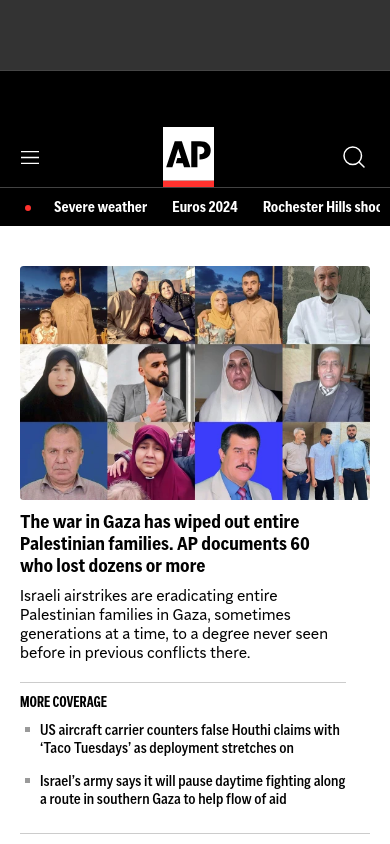 AP
Severe weather
Euros 2024
Rochester Hills shoo
The war in Gaza has wiped out entire
Palestinian families. AP documents 60
who lost dozens or more
Israeli airstrikes are eradicating entire
Palestinian families in Gaza, sometimes
generations at a time, to a degree never seen
before in previous conflicts there.
MORE COVERAGE
US aircraft carrier counters false Houthi claims with
‘Taco Tuesdays’ as deployment stretches on
Israel’s army says it will pause daytime fighting along
a route in southern Gaza to help flow of aid